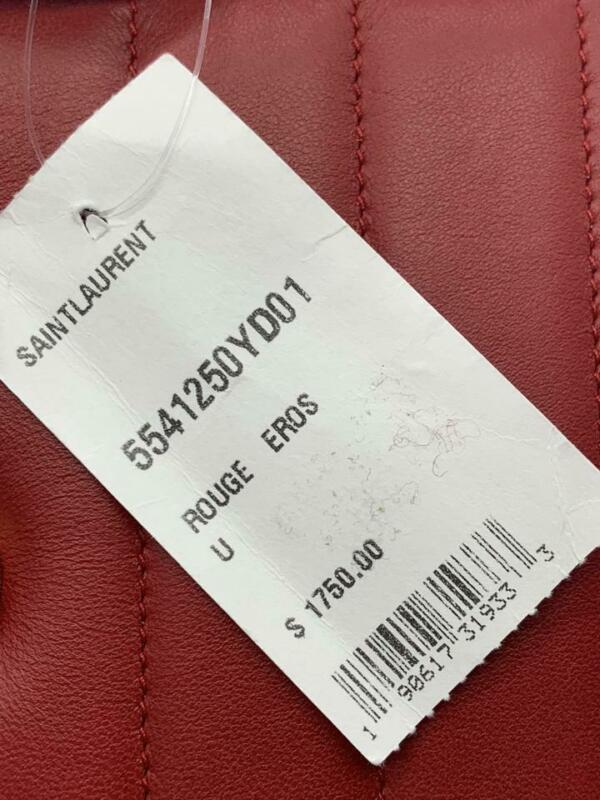 SAINTLAURENT
5541250YD01
ROUGE EROS
U
$ 1750.00
1 90617 31933 3